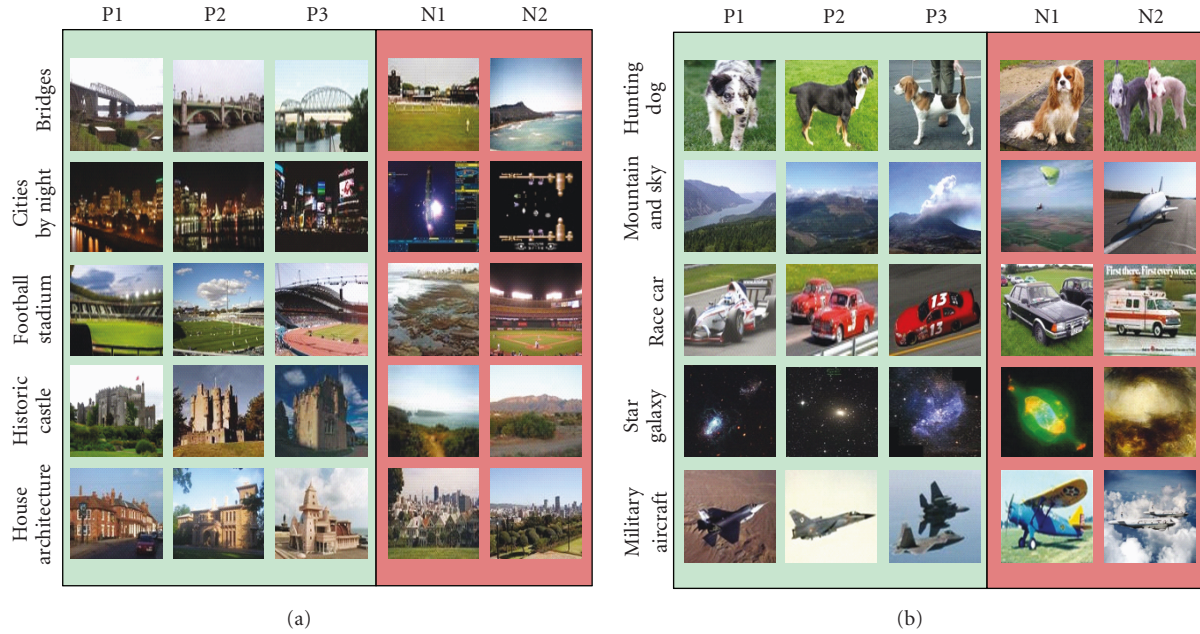 P1 P2 P3 N1 N2
Bridges
Cities
by night
Football
stadium
Historic
castle
House
architecture
(a)
P1 P2 P3 N1 N2
Hunting
dog
Mountain
and sky
Race car
13
13
First there. First everywhere.
Star
galaxy
Military
aircraft
(b)